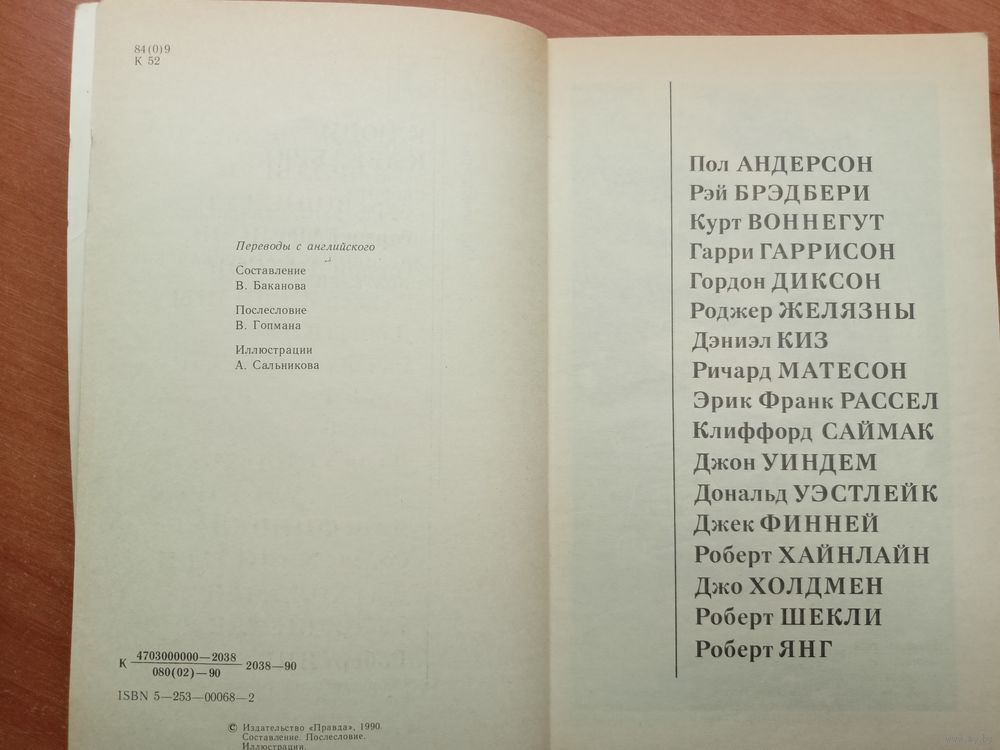 84(0)9
К 52
Переводы с английского
Составление
В. Баканова
Послесловие
В. Гопмана
Иллюстрации
А. Сальникова
К 4703000000—2038
080(02)—90
2038—90
ISBN 5—253—00068—2
© Издательство «Правда», 1990.
Составление. Послесловие.
Иллюстрации.
Пол АНДЕРСОН
Рэй БРЭДБЕРИ
Курт ВОННЕГУТ
Гарри ГАРРИСОН
Гордон ДИКСОН
Роджер ЖЕЛЯЗНЫ
Дэниэл КИЗ
Ричард МАТЕСОН
Эрик Франк РАССЕЛ
Клиффорд САЙМАК
Джон УИНДЕМ
Дональд УЭСТЛЕЙК
Джек ФИННЕЙ
Роберт ХАЙНЛАЙН
Джо ХОЛДМЕН
Роберт ШЕКЛИ
Роберт ЯНГ
www.ay.by